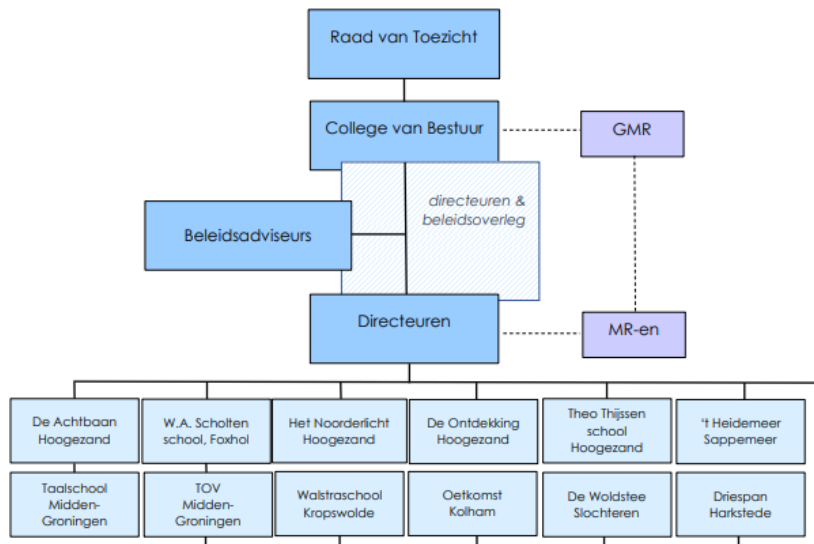 Raad van Toezicht
College van Bestuur
GMR
directeuren &
beleidsoverleg
Beleidsadviseurs
Directeuren
MR-en
De Achtbaan
Hoogezand
W.A. Scholten
school, Foxhol
Het Noorderlicht
Hoogezand
De Ontdekking
Hoogezand
Theo Thijssen
school
Hoogezand
't Heidemeer
Sappemeer
Taalschool
Midden-
Groningen
TOV
Midden-
Groningen
Walstraschool
Kropswolde
Oetkomst
Kolham
De Woldstee
Slochteren
Driespan
Harkstede